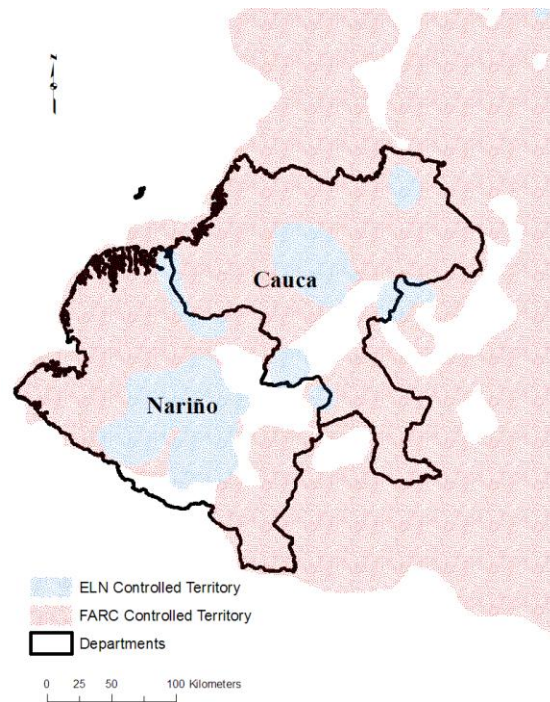 N
Cauca
Nariño
ELN Controlled Territory
FARC Controlled Territory
Departments
0 25 50 100 Kilometers